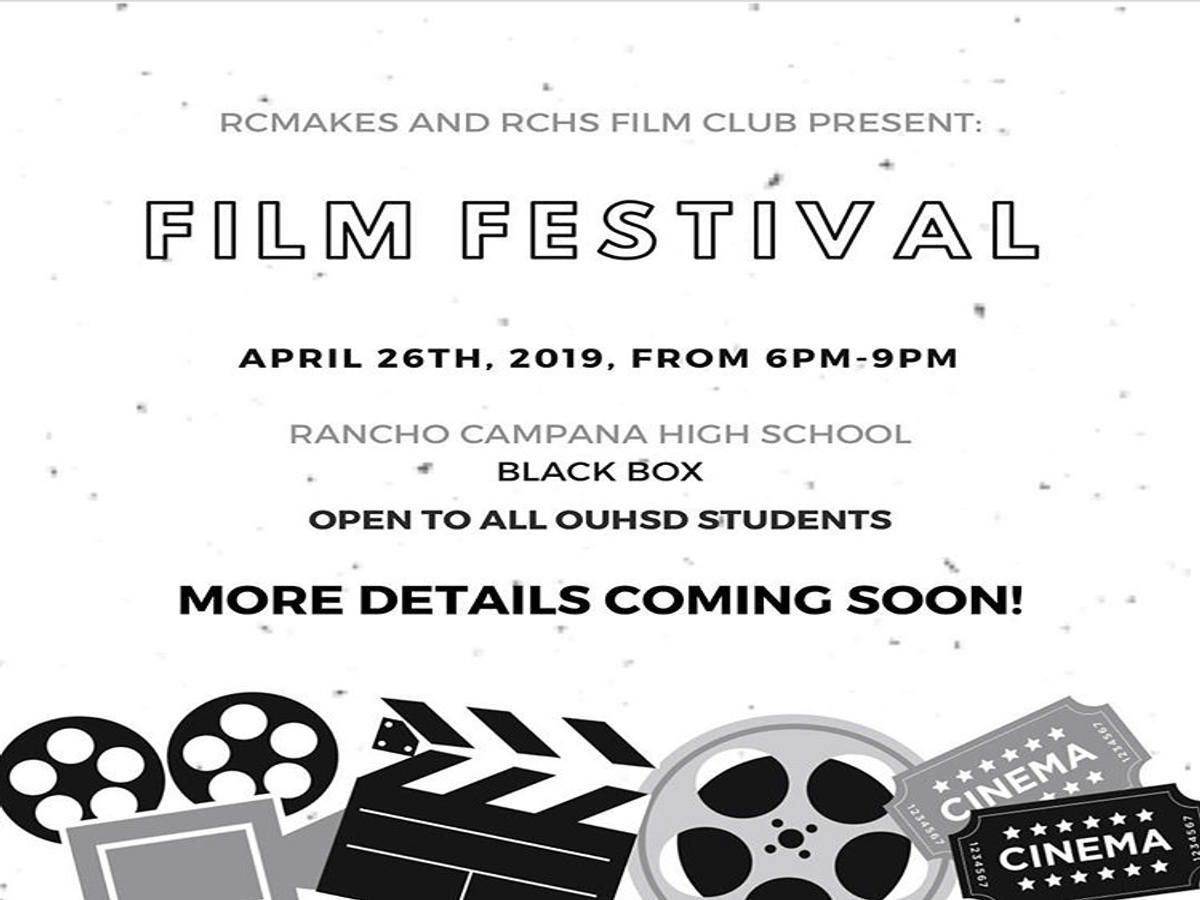 RCMAKES AND RCHS FILM CLUB PRESENT:
FILM FESTIVAL
APRIL 26TH, 2019, FROM 6PM-9PM
RANCHO CAMPANA HIGH SCHOOL
BLACK BOX
OPEN TO ALL OUHSD STUDENTS
MORE DETAILS COMING SOON!
1234567
CINEMA
1234567
1234567
CINEMA
1234567